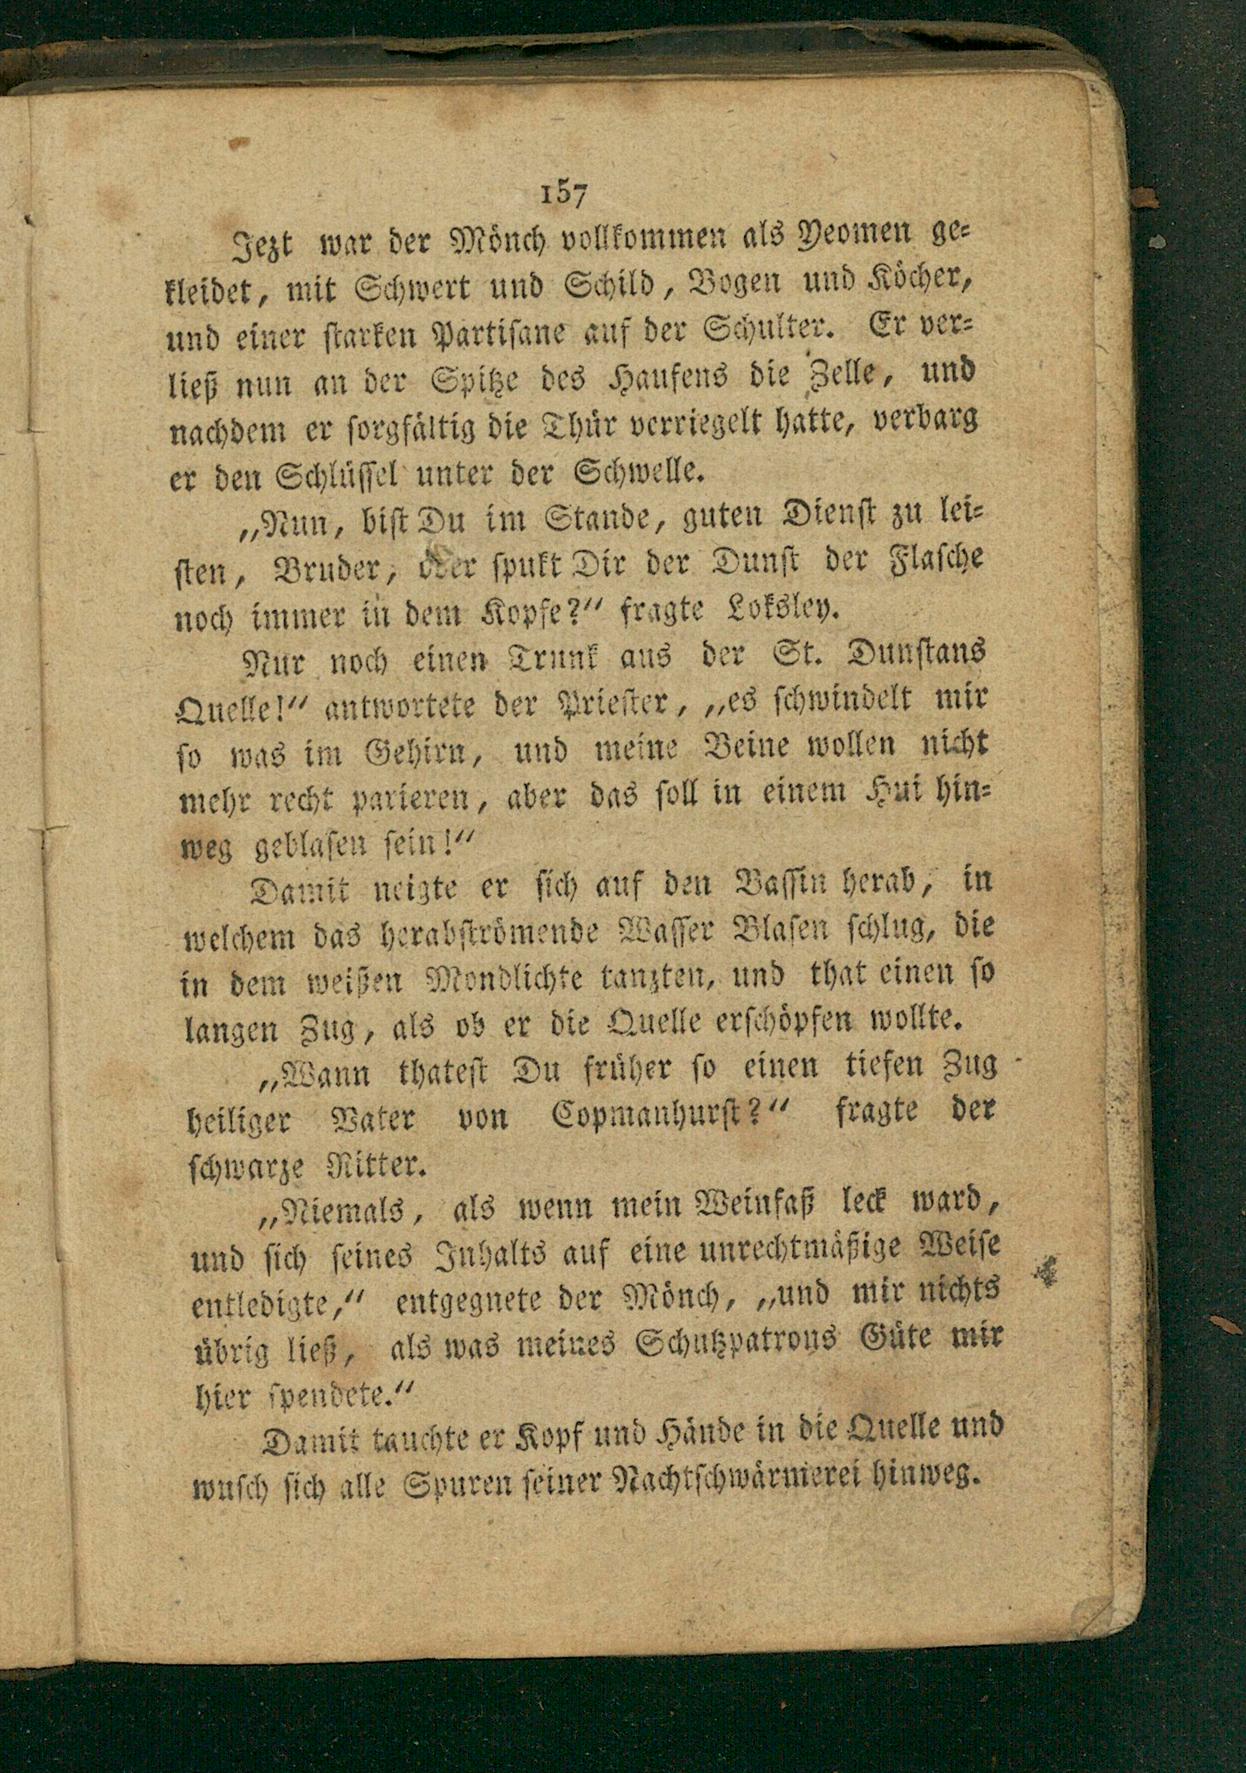 157
Jezt war der Mönch vollkommen als Yeomen ge-
kleidet, mit Schwert und Schild, Bogen und Köcher,
und einer starken Partisane auf der Schulter. Er ver-
ließ nun an der Spitze des Haufens die Zelle, und
nachdem er sorgfältig die Thür verriegelt hatte, verbarg
er den Schlüssel unter der Schwelle.
„Nun, bist Du im Stande, guten Dienst zu lei-
sten, Bruder, oder spukt Dir der Dunst der Flasche
noch immer in dem Kopfe?“ fragte Loksley.
Nur noch einen Trunk aus der St. Dunstans
Quelle!“ antwortete der Priester, „es schwindelt mir
so was im Gehirn, und meine Beine wollen nicht
mehr recht parieren, aber das soll in einem Hui hin-
weg geblasen sein!“
Damit neigte er sich auf den Bassin herab, in
welchem das herabströmende Wasser Blasen schlug, die
in dem weißen Mondlichte tanzten, und that einen so
langen Zug, als ob er die Quelle erschöpfen wollte.
„Wann thatest Du früher so einen tiefen Zug
heiliger Vater von Copmanhurst?“ fragte der
schwarze Ritter.
„Niemals, als wenn mein Weinfaß leck ward,
und sich seines Inhalts auf eine unrechtmäßige Weise
entledigte,“ entgegnete der Mönch, „und mir nichts
übrig ließ, als was meines Schutzpatrons Güte mir
hier spendete.“
Damit tauchte er Kopf und Hände in die Quelle und
wusch sich alle Spuren seiner Nachtschwärmerei hinweg.